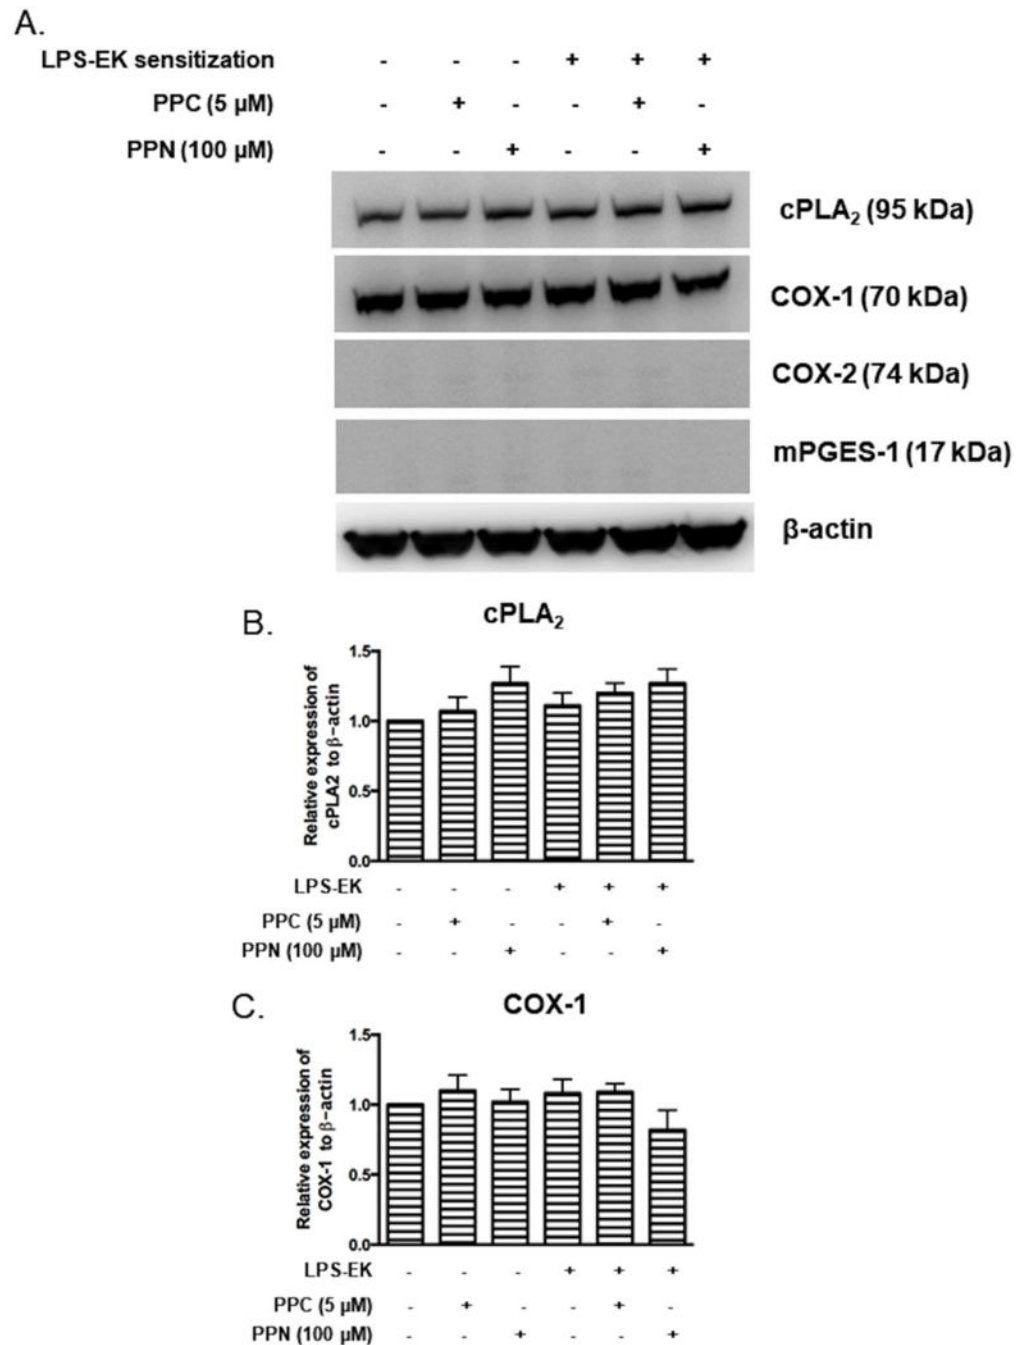 A.
LPS-EK sensitization - - - + + +
PPC (5 µM) - + - - + -
PPN (100 µM) - - + - - +
cPLA₂ (95 kDa)
COX-1 (70 kDa)
COX-2 (74 kDa)
mPGES-1 (17 kDa)
β-actin
B.
cPLA₂
Relative expression of
cPLA2 to β-actin
1.5
1.0
0.5
0.0
LPS-EK - - - + + +
PPC (5 µM) - + - - + -
PPN (100 µM) - - + - - +
C.
COX-1
Relative expression of
COX-1 to β-actin
1.5
1.0
0.5
0.0
LPS-EK - - - + + +
PPC (5 µM) - + - - + -
PPN (100 µM) - - + - - +